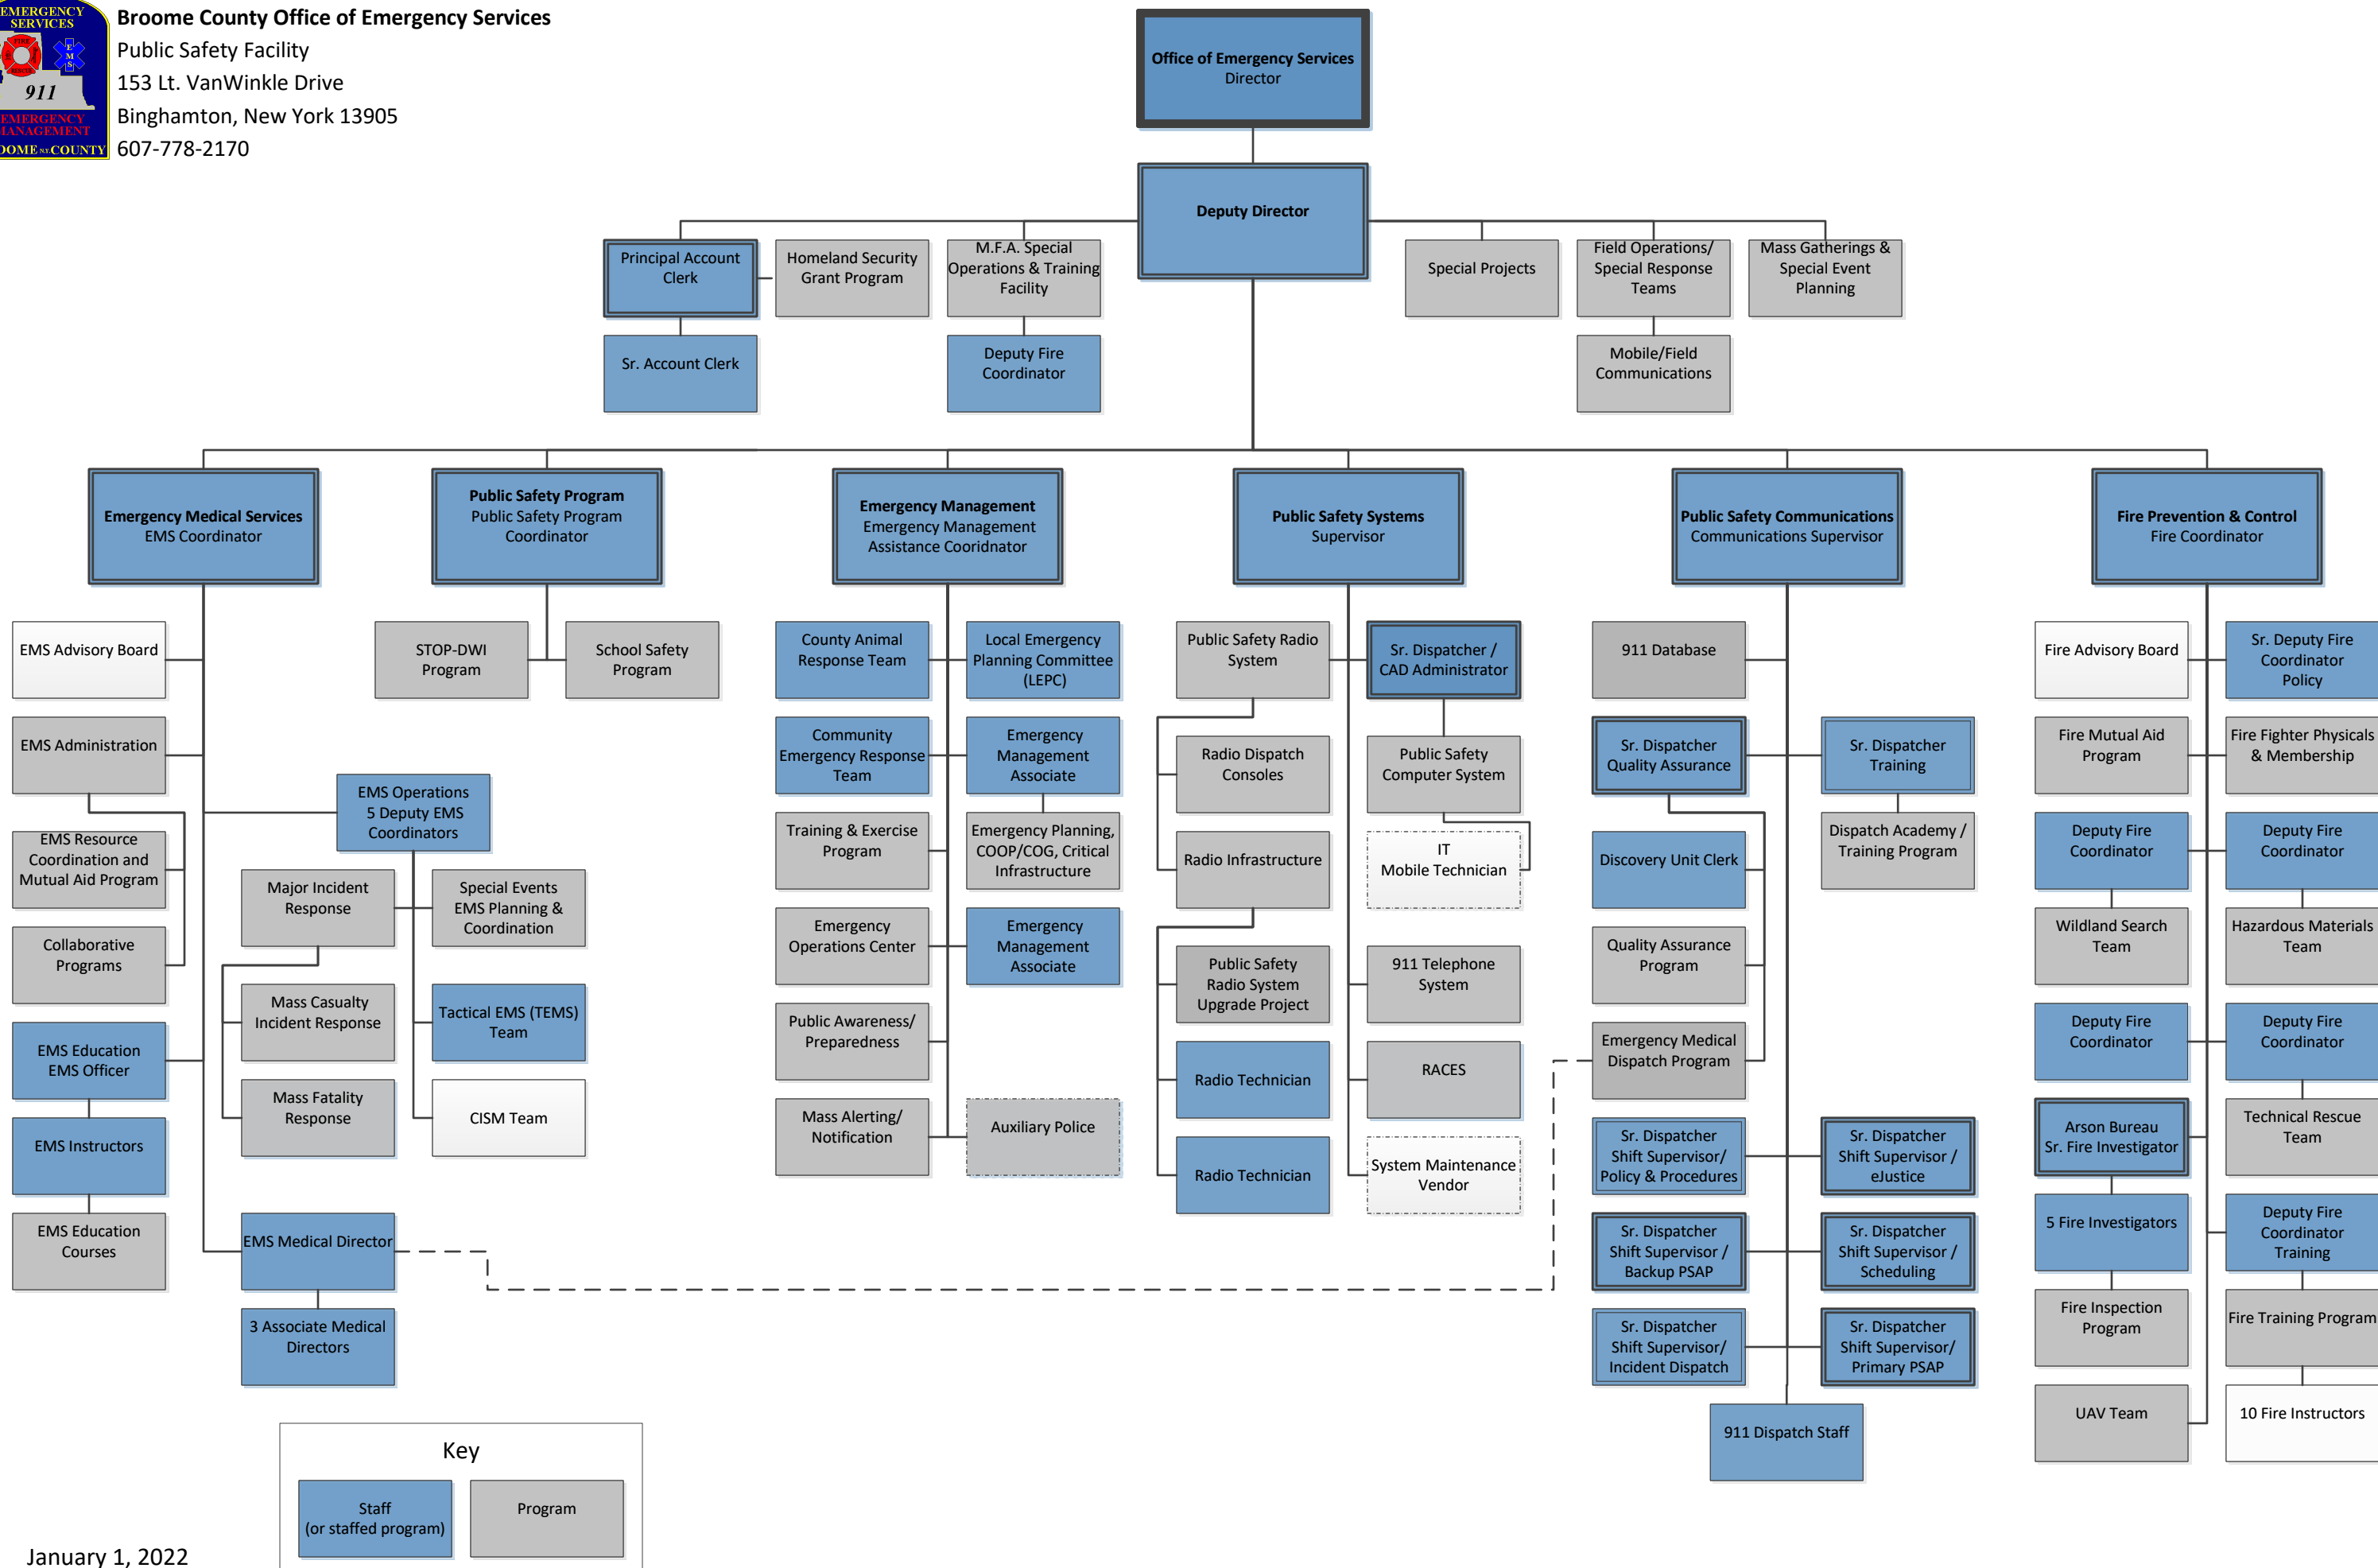 EMERGENCY
SERVICES
FIRE
RESCUE
E
M
S
911
EMERGENCY
MANAGEMENT
BROOME N.Y. COUNTY
Broome County Office of Emergency Services
Public Safety Facility
153 Lt. VanWinkle Drive
Binghamton, New York 13905
607-778-2170
Office of Emergency Services
Director
Deputy Director
Principal Account
Clerk
Homeland Security
Grant Program
M.F.A. Special
Operations & Training
Facility
Special Projects
Field Operations/
Special Response
Teams
Mass Gatherings &
Special Event
Planning
Sr. Account Clerk
Deputy Fire
Coordinator
Mobile/Field
Communications
Emergency Medical Services
EMS Coordinator
Public Safety Program
Public Safety Program
Coordinator
Emergency Management
Emergency Management
Assistance Cooridnator
Public Safety Systems
Supervisor
Public Safety Communications
Communications Supervisor
Fire Prevention & Control
Fire Coordinator
EMS Advisory Board
EMS Administration
EMS Resource
Coordination and
Mutual Aid Program
Collaborative
Programs
EMS Education
EMS Officer
EMS Instructors
EMS Education
Courses
EMS Operations
5 Deputy EMS
Coordinators
Major Incident
Response
Special Events
EMS Planning &
Coordination
Mass Casualty
Incident Response
Tactical EMS (TEMS)
Team
Mass Fatality
Response
CISM Team
EMS Medical Director
3 Associate Medical
Directors
STOP-DWI
Program
School Safety
Program
County Animal
Response Team
Local Emergency
Planning Committee
(LEPC)
Community
Emergency Response
Team
Emergency
Management
Associate
Training & Exercise
Program
Emergency Planning,
COOP/COG, Critical
Infrastructure
Emergency
Operations Center
Emergency
Management
Associate
Public Awareness/
Preparedness
Mass Alerting/
Notification
Auxiliary Police
Public Safety Radio
System
Sr. Dispatcher /
CAD Administrator
Radio Dispatch
Consoles
Public Safety
Computer System
Radio Infrastructure
IT
Mobile Technician
Public Safety
Radio System
Upgrade Project
911 Telephone
System
Radio Technician
RACES
Radio Technician
System Maintenance
Vendor
911 Database
Sr. Dispatcher
Quality Assurance
Sr. Dispatcher
Training
Discovery Unit Clerk
Dispatch Academy /
Training Program
Quality Assurance
Program
Emergency Medical
Dispatch Program
Sr. Dispatcher
Shift Supervisor/
Policy & Procedures
Sr. Dispatcher
Shift Supervisor /
eJustice
Sr. Dispatcher
Shift Supervisor /
Backup PSAP
Sr. Dispatcher
Shift Supervisor /
Scheduling
Sr. Dispatcher
Shift Supervisor/
Incident Dispatch
Sr. Dispatcher
Shift Supervisor/
Primary PSAP
911 Dispatch Staff
Fire Advisory Board
Sr. Deputy Fire
Coordinator
Policy
Fire Mutual Aid
Program
Fire Fighter Physicals
& Membership
Deputy Fire
Coordinator
Deputy Fire
Coordinator
Wildland Search
Team
Hazardous Materials
Team
Deputy Fire
Coordinator
Deputy Fire
Coordinator
Arson Bureau
Sr. Fire Investigator
Technical Rescue
Team
5 Fire Investigators
Deputy Fire
Coordinator
Training
Fire Inspection
Program
Fire Training Program
UAV Team
10 Fire Instructors
Key
Staff
(or staffed program)
Program
January 1, 2022